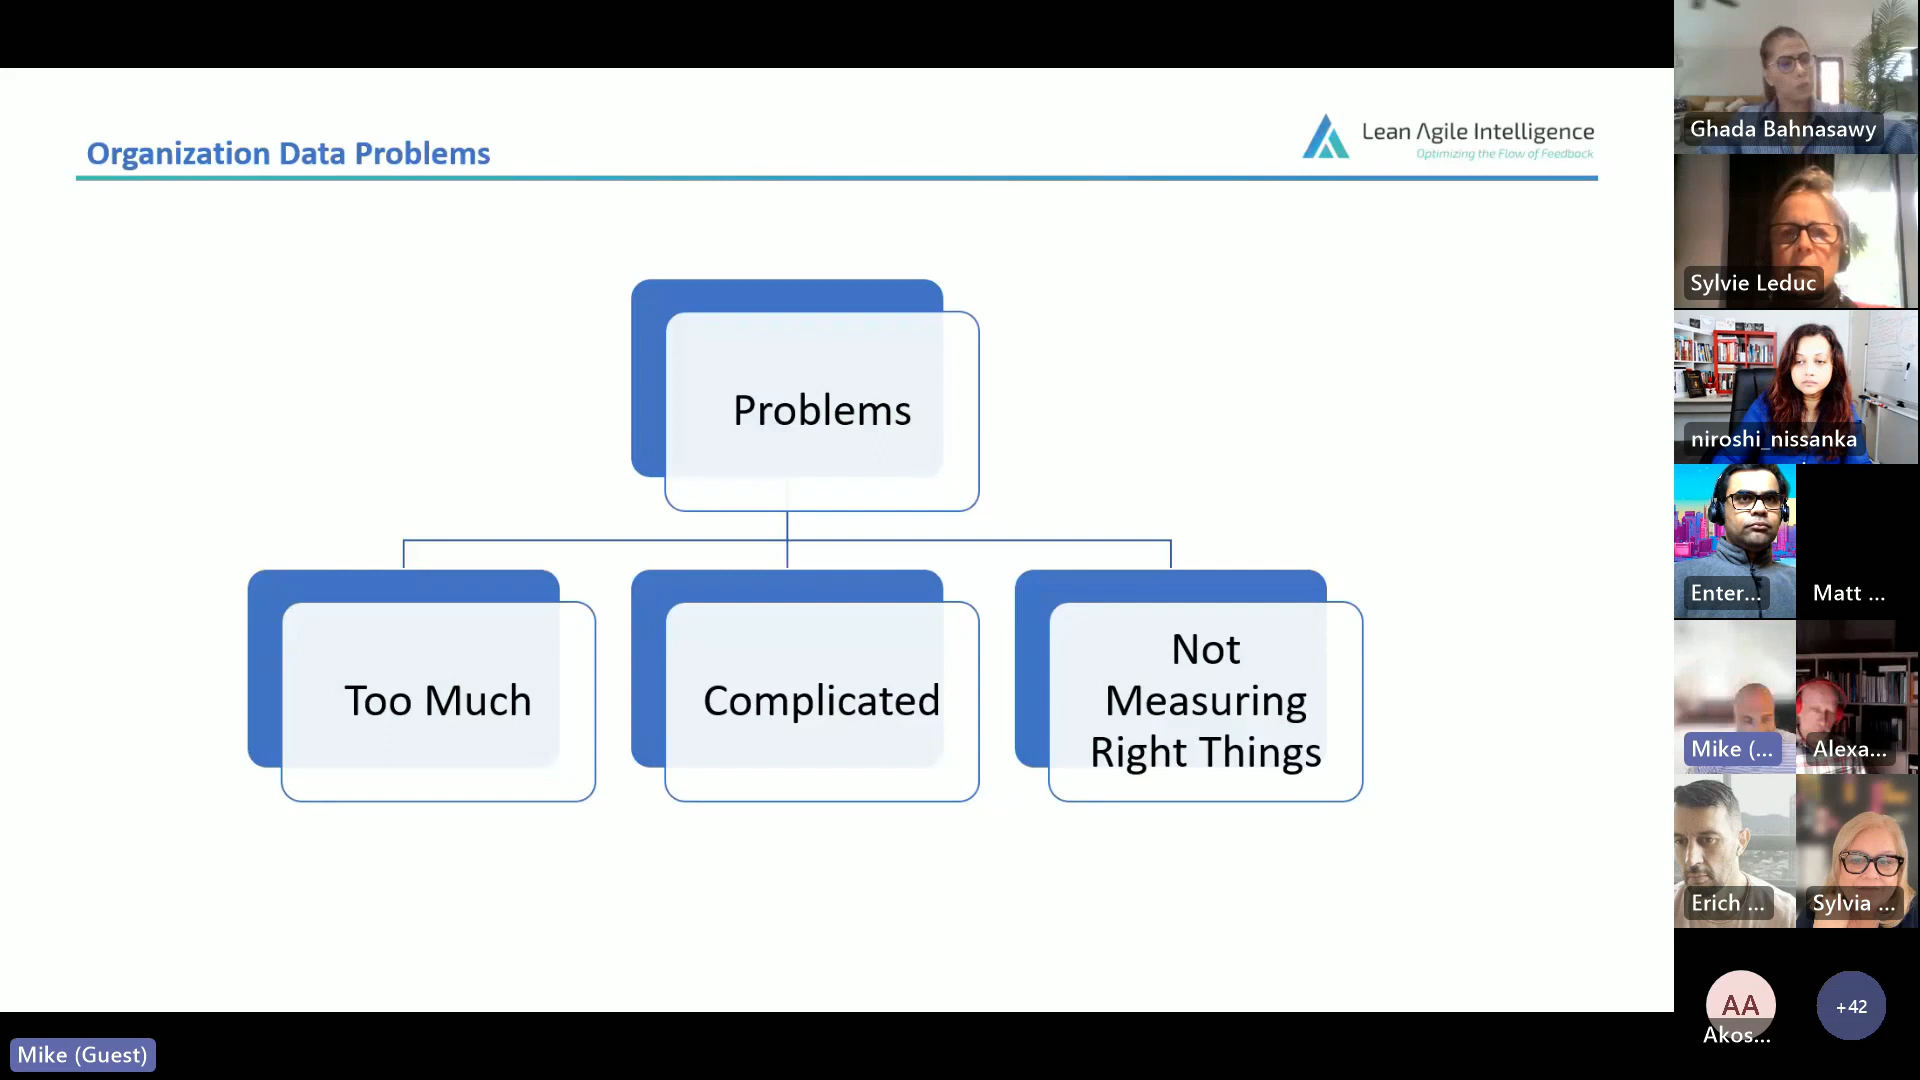 Organization Data Problems
Lean Agile Intelligence
Optimizing the Flow of Feedback
Problems
Too Much
Complicated
Not
Measuring
Right Things
Ghada Bahnasawy
Sylvie Leduc
niroshi_nissanka
Enter...
Matt ...
Mike (...
Alexa...
Erich ...
Sylvia ...
AA
Akos...
+42
Mike (Guest)